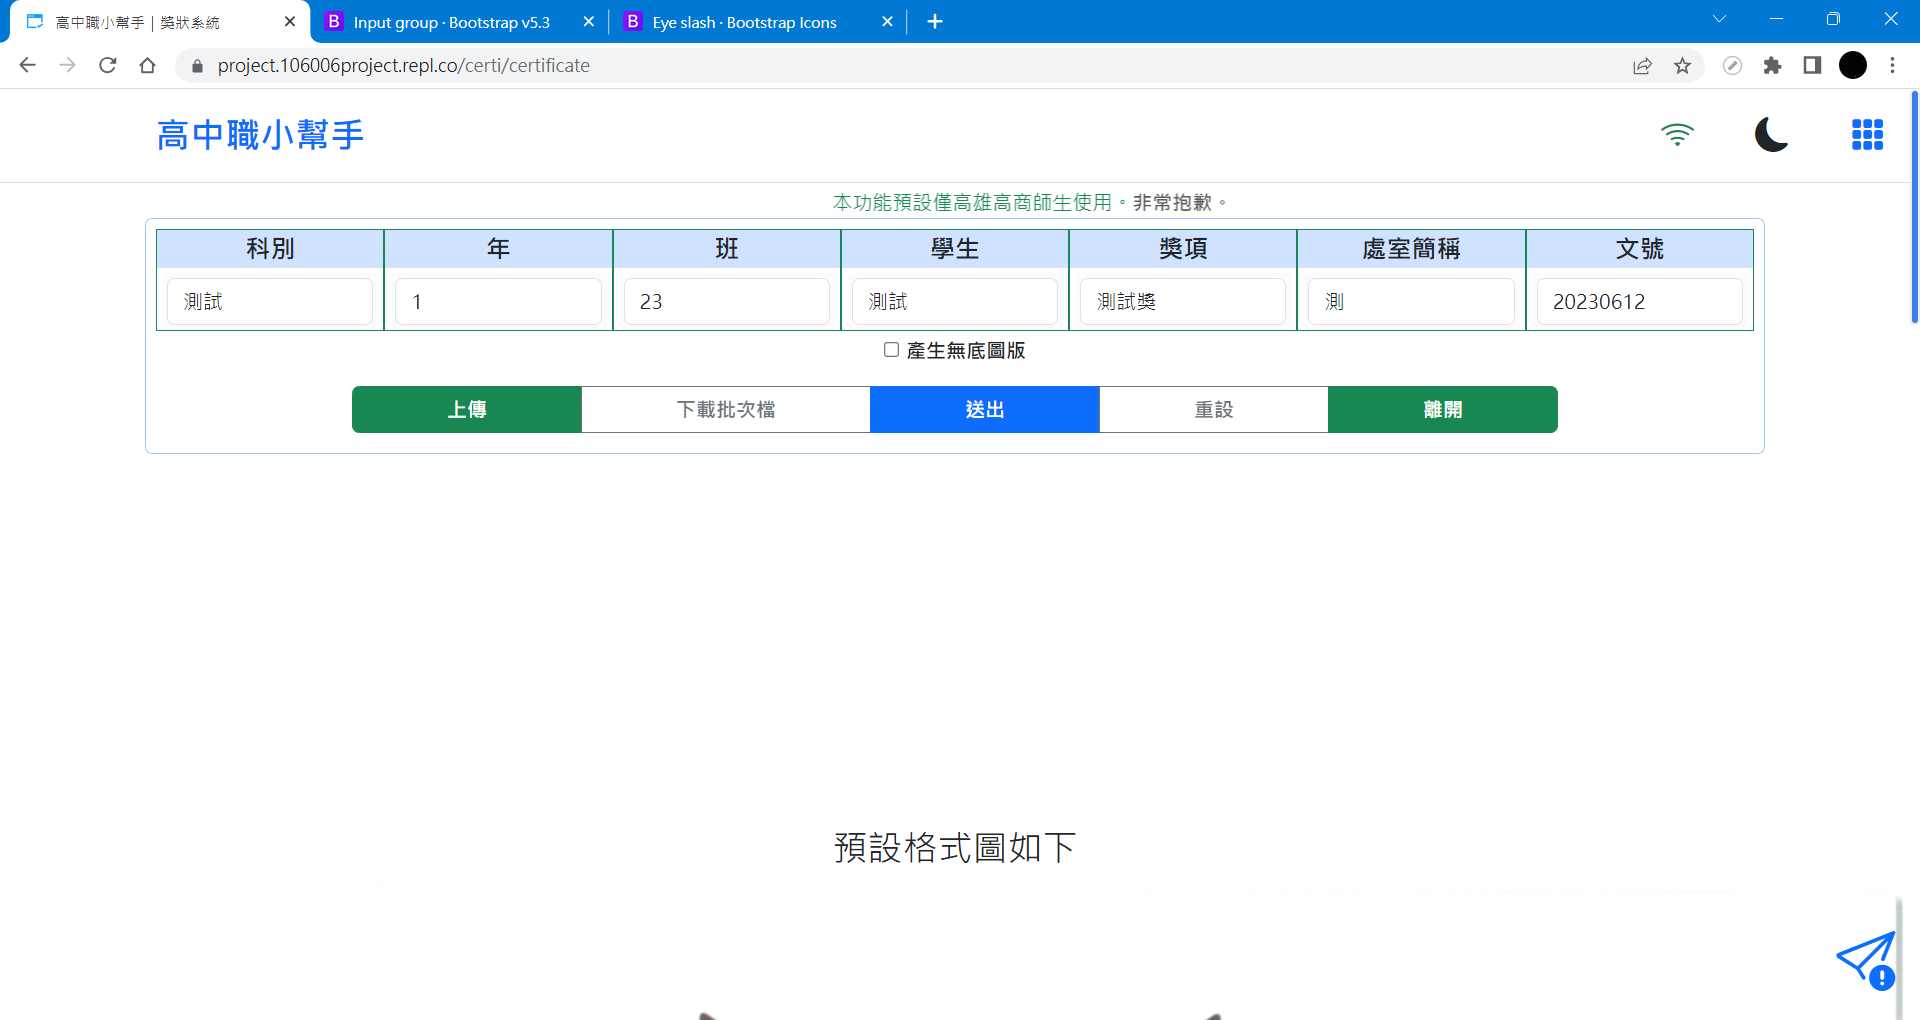 高中職小幫手 | 獎狀系統
Input group · Bootstrap v5.3
Eye slash · Bootstrap Icons
project.106006project.repl.co/certi/certificate
高中職小幫手
本功能預設僅高雄高商師生使用。非常抱歉。
科別 年 班 學生 獎項 處室簡稱 文號
測試 1 23 測試 測試獎 測 20230612
產生無底圖版
上傳 下載批次檔 送出 重設 離開
預設格式圖如下